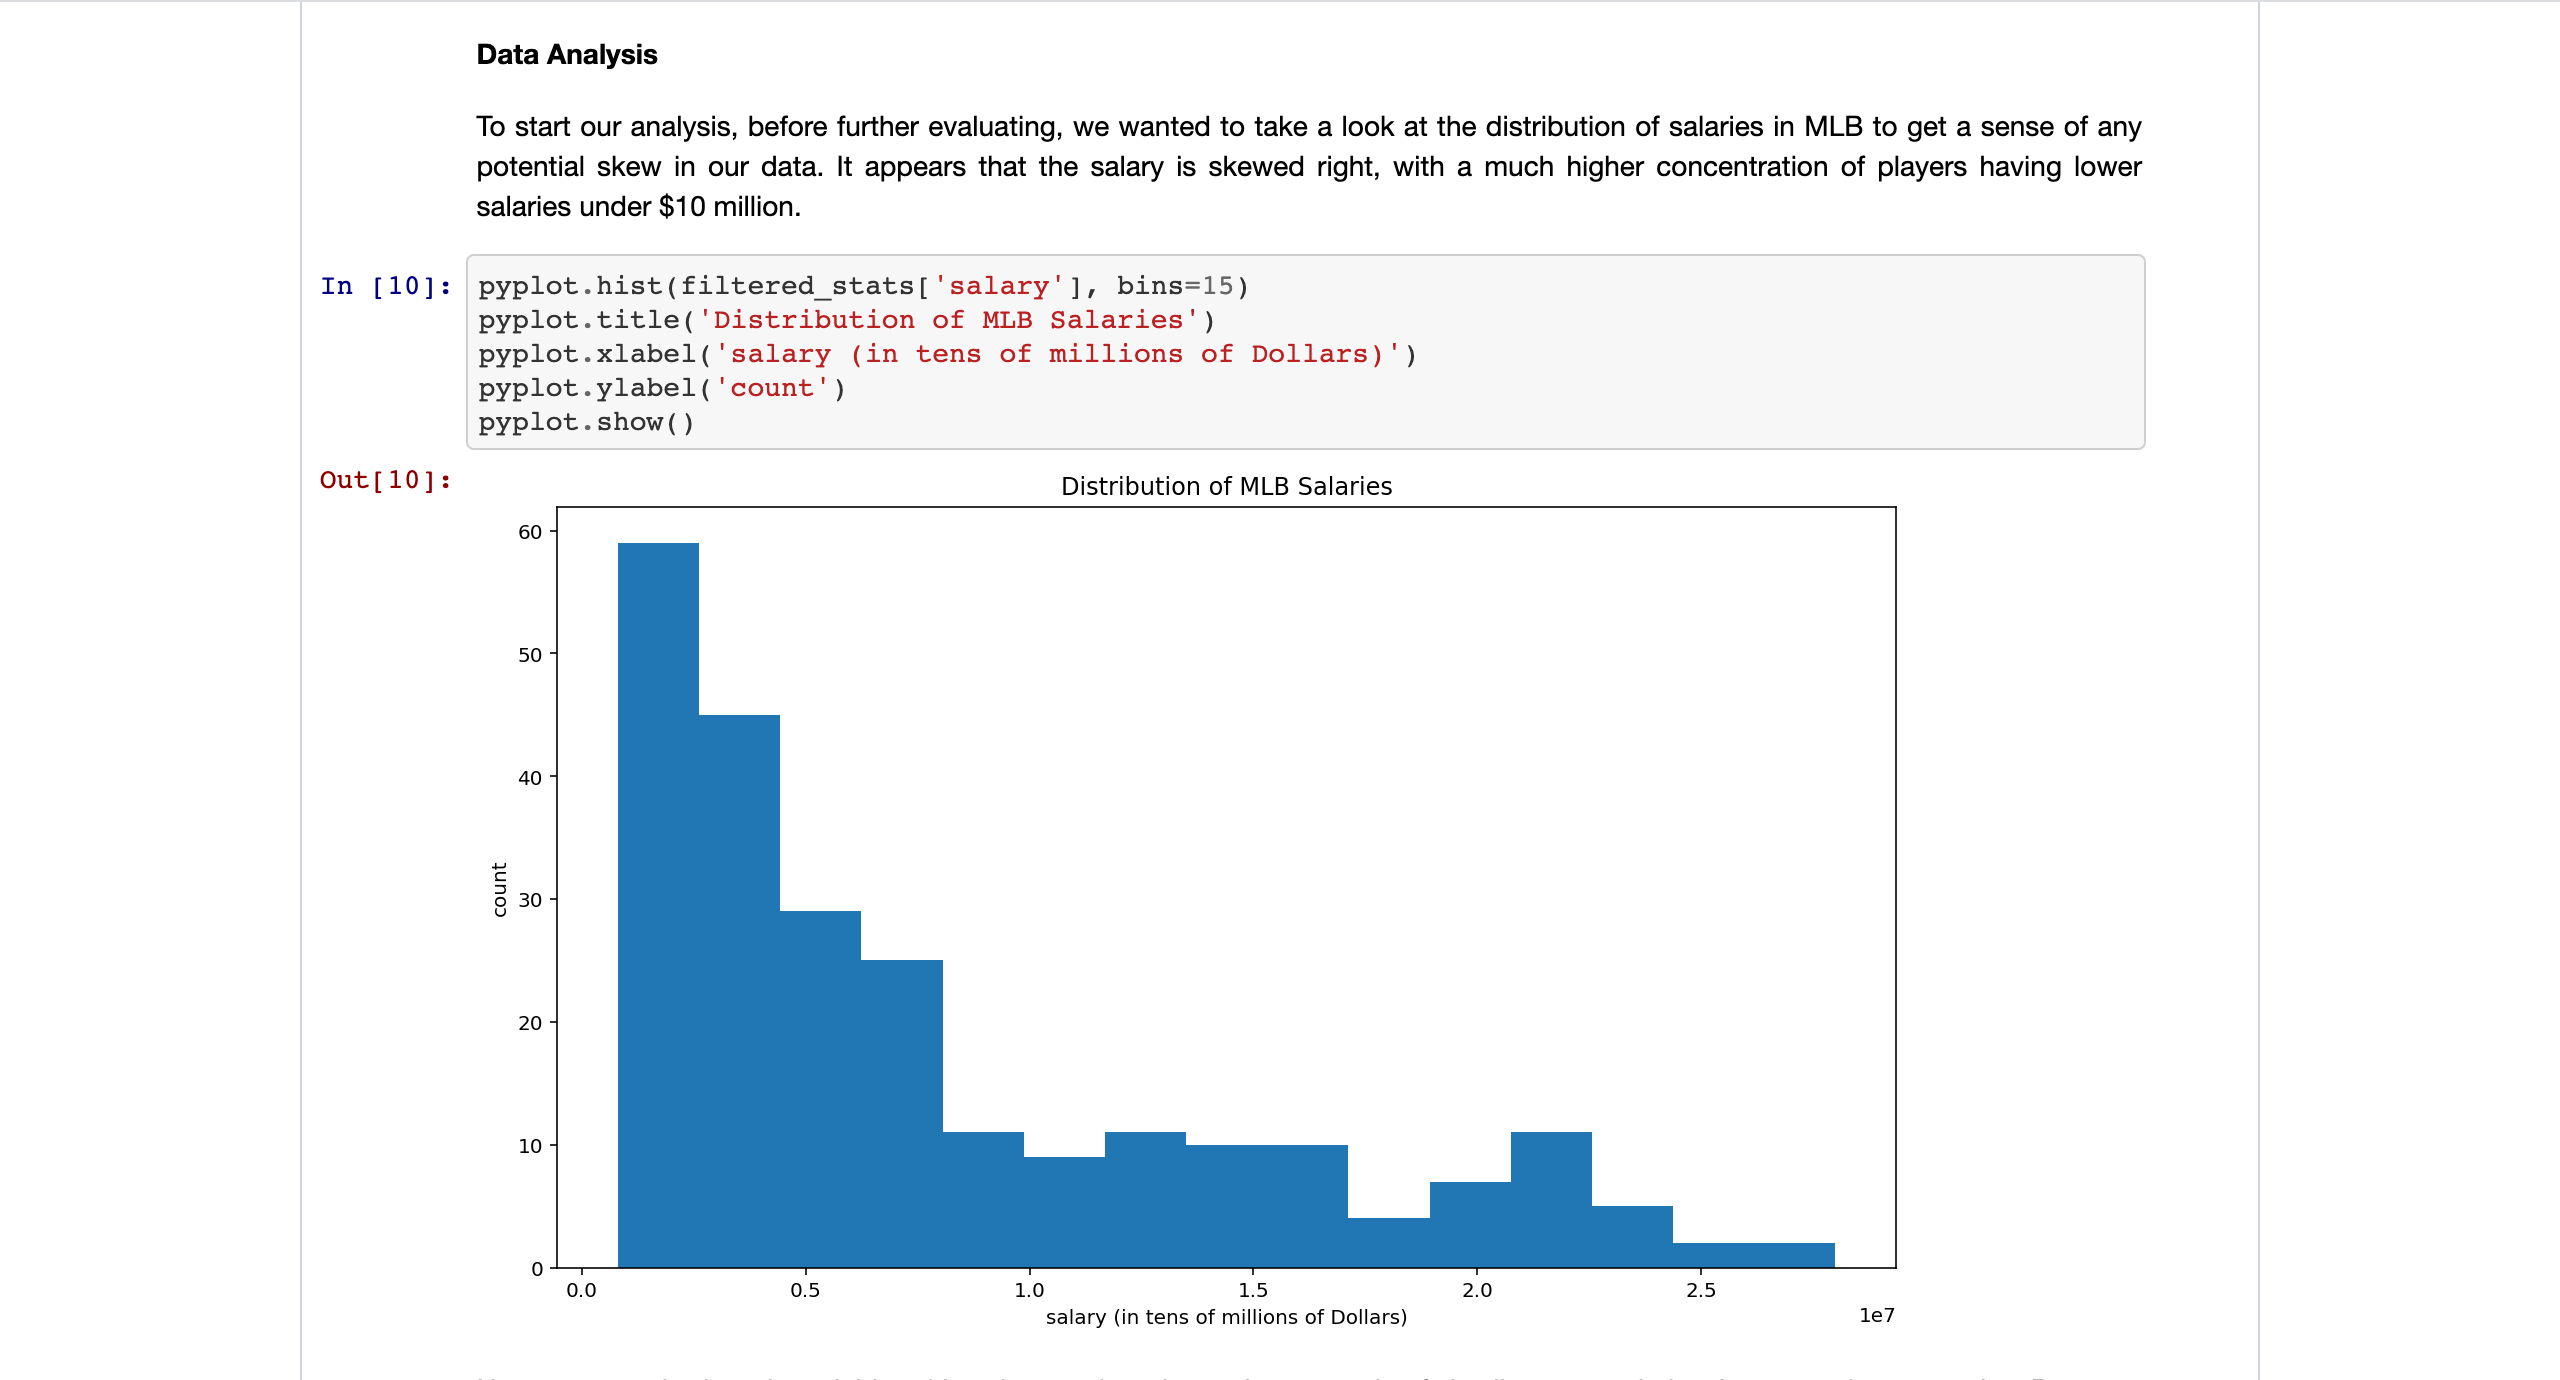 Data Analysis
To start our analysis, before further evaluating, we wanted to take a look at the distribution of salaries in MLB to get a sense of any
potential skew in our data. It appears that the salary is skewed right, with a much higher concentration of players having lower
salaries under $10 million.
In [10]:
pyplot.hist(filtered_stats['salary'], bins=15)
pyplot.title('Distribution of MLB Salaries')
pyplot.xlabel('salary (in tens of millions of Dollars)')
pyplot.ylabel('count')
pyplot.show()
Out[10]:
Distribution of MLB Salaries
60
50
40
30
20
10
0
count
0.0 0.5 1.0 1.5 2.0 2.5
salary (in tens of millions of Dollars)
1e7